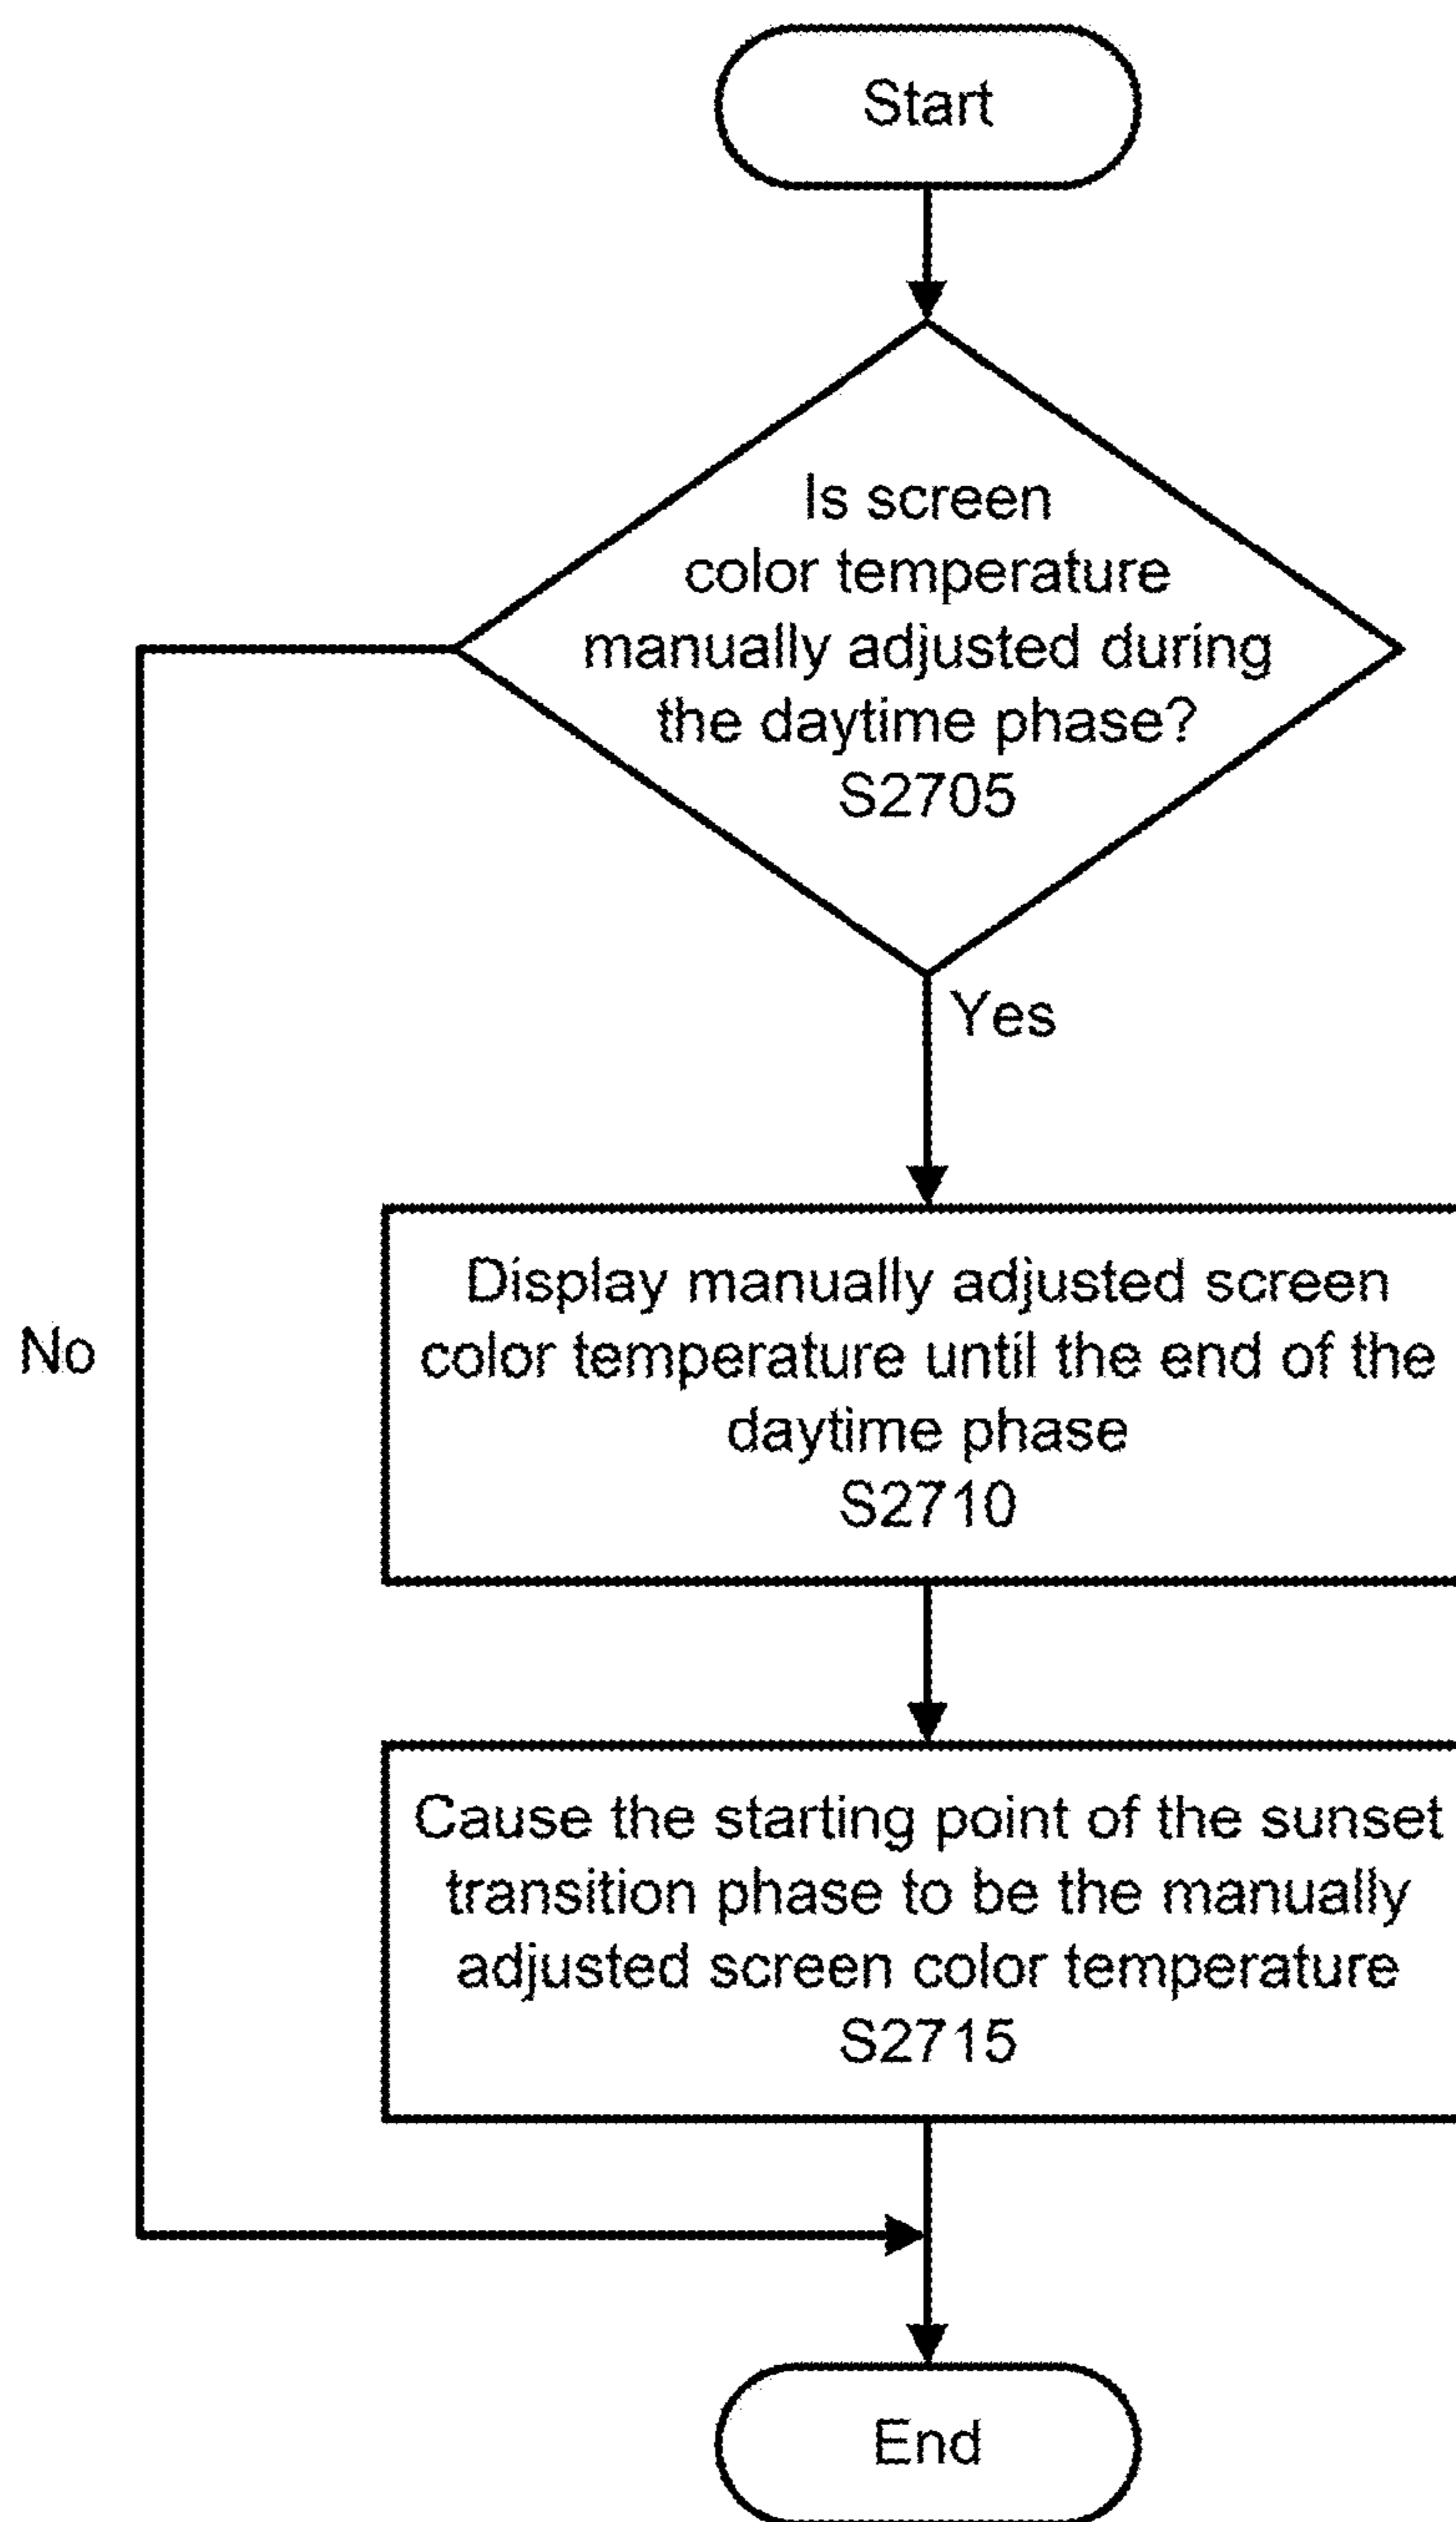 Start
Is screen
color temperature
manually adjusted during
the daytime phase?
S2705
Yes
No
Display manually adjusted screen
color temperature until the end of the
daytime phase
S2710
Cause the starting point of the sunset
transition phase to be the manually
adjusted screen color temperature
S2715
End